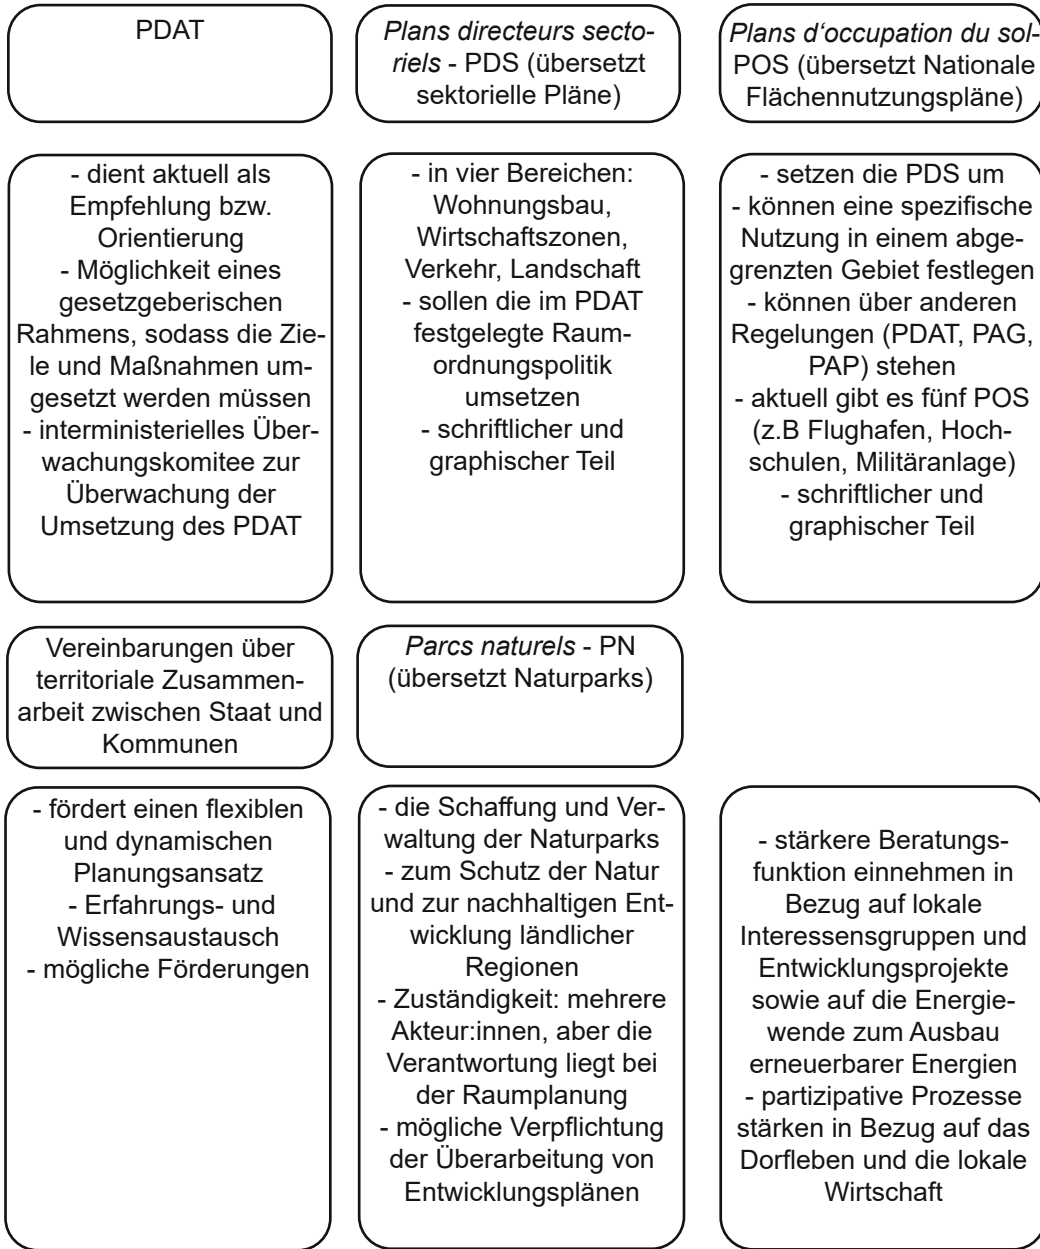 PDAT
Plans directeurs secto-
riels - PDS (übersetzt
sektorielle Pläne)
Plans d‘occupation du sol-
POS (übersetzt Nationale
Flächennutzungspläne)
- dient aktuell als
Empfehlung bzw.
Orientierung
- Möglichkeit eines
gesetzgeberischen
Rahmens, sodass die Zie-
le und Maßnahmen um-
gesetzt werden müssen
- interministerielles Über-
wachungskomitee zur
Überwachung der
Umsetzung des PDAT
- in vier Bereichen:
Wohnungsbau,
Wirtschaftszonen,
Verkehr, Landschaft
- sollen die im PDAT
festgelegte Raum-
ordnungspolitik
umsetzen
- schriftlicher und
graphischer Teil
- setzen die PDS um
- können eine spezifische
Nutzung in einem abge-
grenzten Gebiet festlegen
- können über anderen
Regelungen (PDAT, PAG,
PAP) stehen
- aktuell gibt es fünf POS
(z.B Flughafen, Hoch-
schulen, Militäranlage)
- schriftlicher und
graphischer Teil
Vereinbarungen über
territoriale Zusammen-
arbeit zwischen Staat und
Kommunen
Parcs naturels - PN
(übersetzt Naturparks)
- fördert einen flexiblen
und dynamischen
Planungsansatz
- Erfahrungs- und
Wissensaustausch
- mögliche Förderungen
- die Schaffung und Ver-
waltung der Naturparks
- zum Schutz der Natur
und zur nachhaltigen Ent-
wicklung ländlicher
Regionen
- Zuständigkeit: mehrere
Akteur:innen, aber die
Verantwortung liegt bei
der Raumplanung
- mögliche Verpflichtung
der Überarbeitung von
Entwicklungsplänen
- stärkere Beratungs-
funktion einnehmen in
Bezug auf lokale
Interessensgruppen und
Entwicklungsprojekte
sowie auf die Energie-
wende zum Ausbau
erneuerbarer Energien
- partizipative Prozesse
stärken in Bezug auf das
Dorfleben und die lokale
Wirtschaft